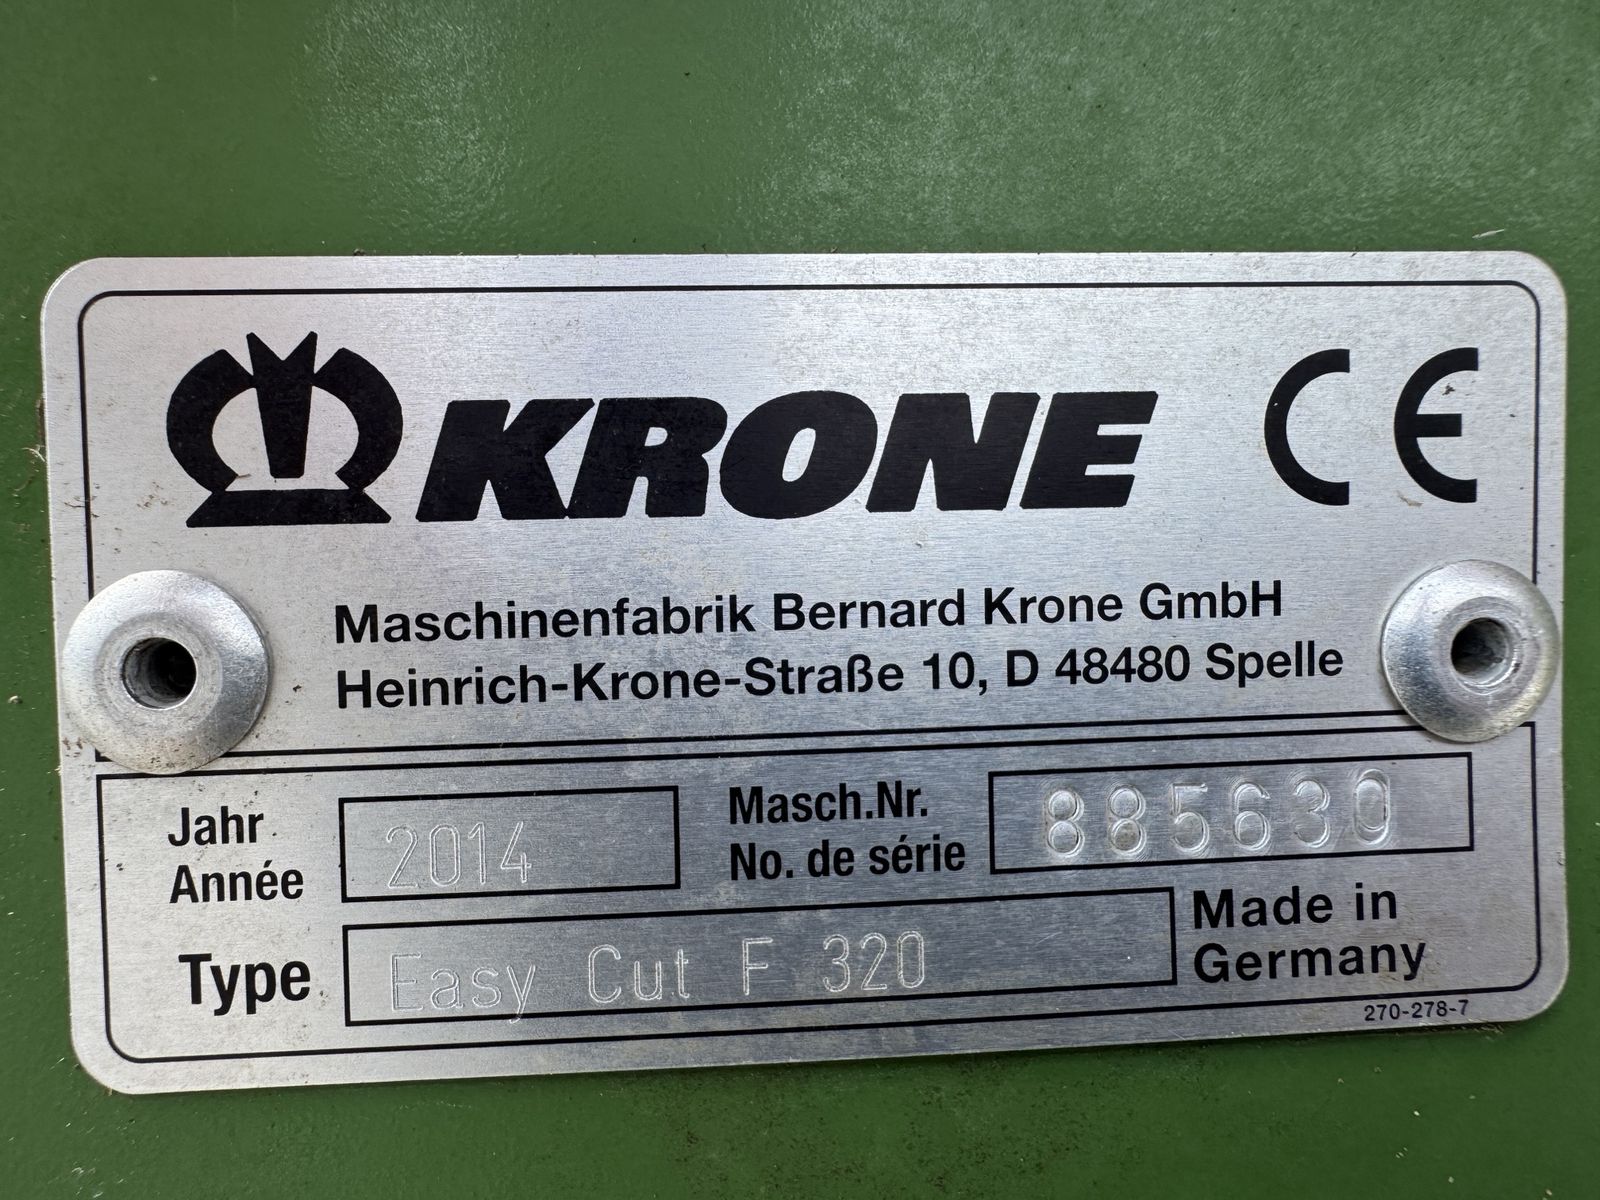 KRONE CE
Maschinenfabrik Bernard Krone GmbH
Heinrich-Krone-Straße 10, D 48480 Spelle
Jahr
Année
2014
Masch.Nr.
No. de série
885630
Type
Easy Cut F 320
Made in
Germany
270-278-7